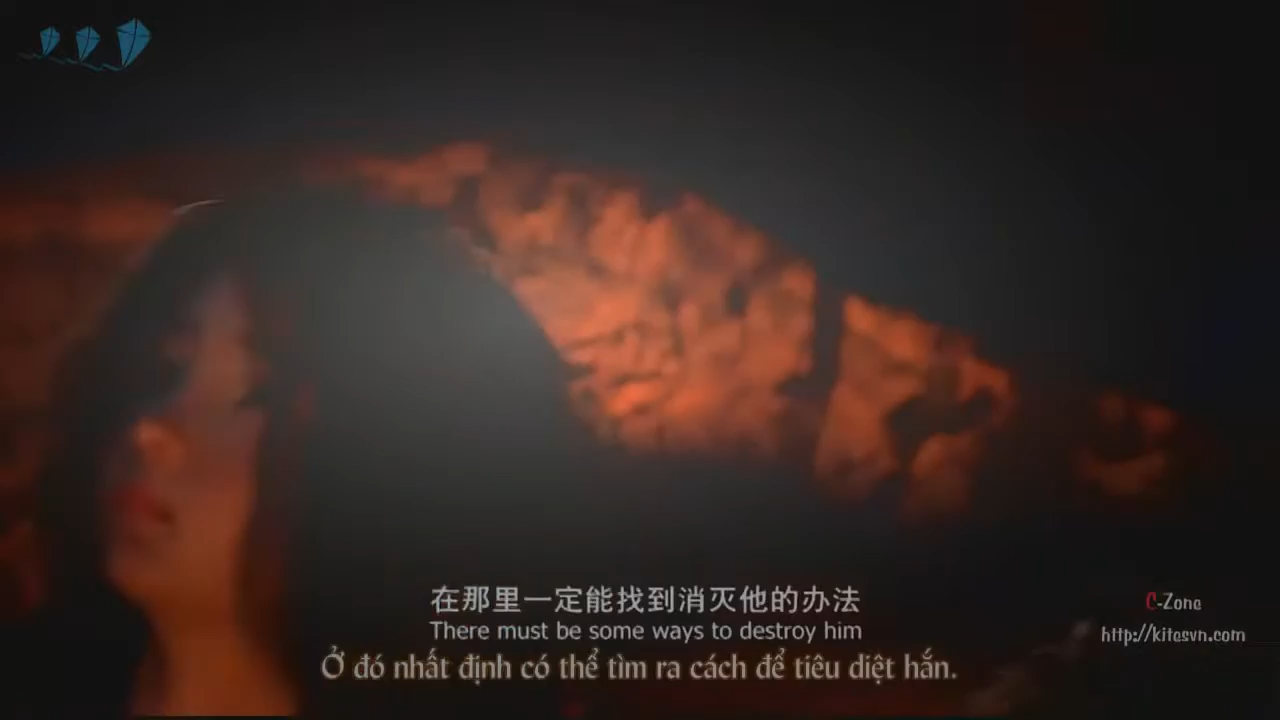 在那里一定能找到消灭他的办法
There must be some ways to destroy him
Ở đó nhất định có thể tìm ra cách để tiêu diệt hắn.
C-Zone
http://kitesvn.com